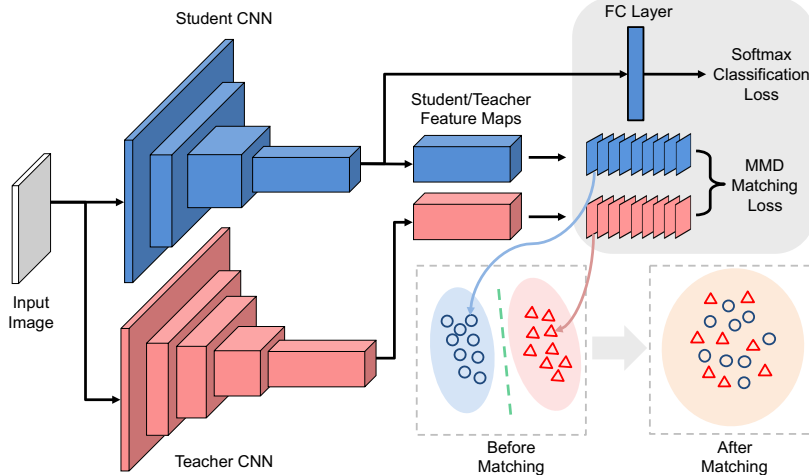 Student CNN
FC Layer
Softmax
Classification
Loss
Student/Teacher
Feature Maps
MMD
Matching
Loss
Input
Image
Teacher CNN
Before
Matching
After
Matching